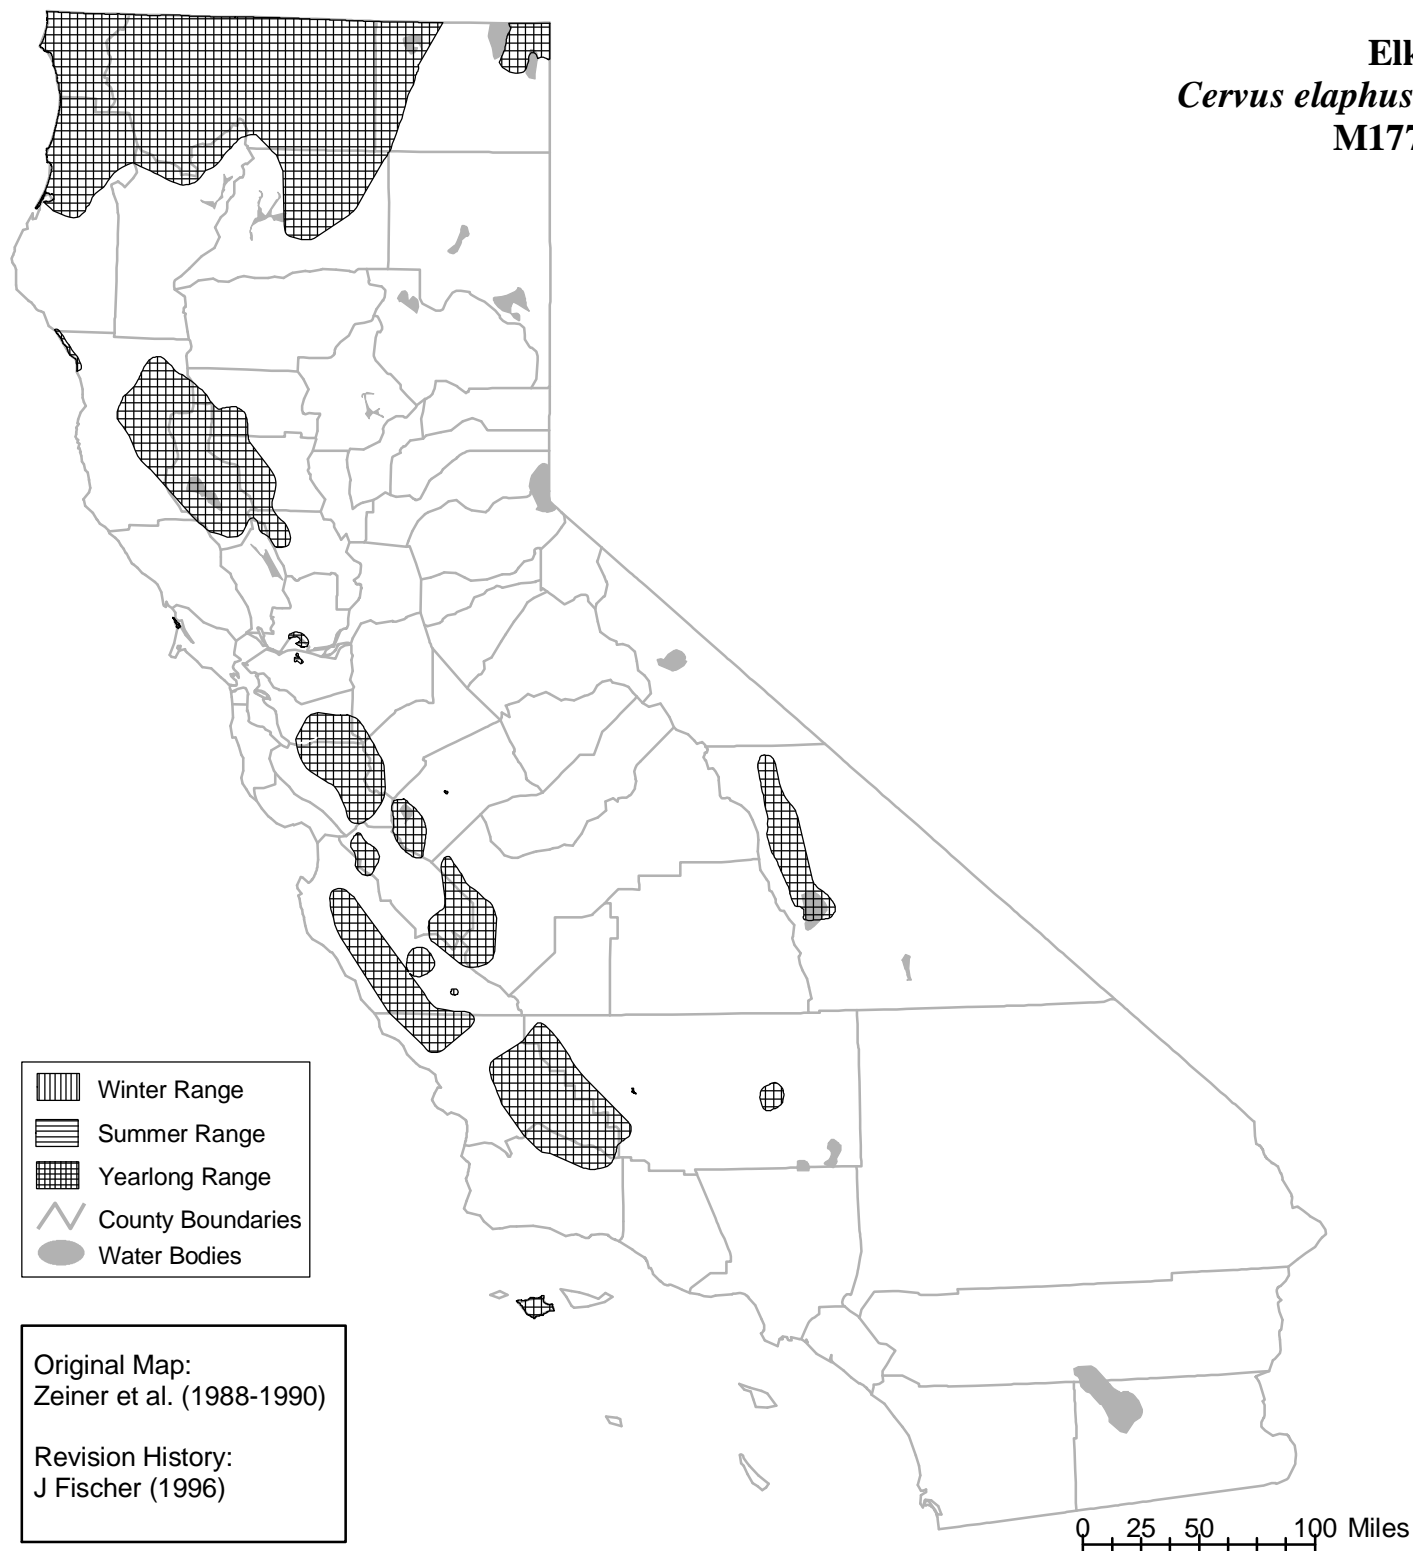 Elk
Cervus elaphus
M177
Winter Range
Summer Range
Yearlong Range
County Boundaries
Water Bodies
Original Map:
Zeiner et al. (1988-1990)
Revision History:
J Fischer (1996)
0 25 50 100 Miles